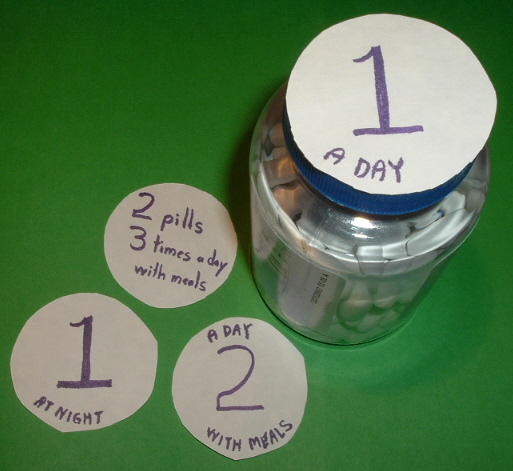 1
A DAY
2 pills
3 times a day
with meals
1
AT NIGHT
A DAY
2
WITH MEALS